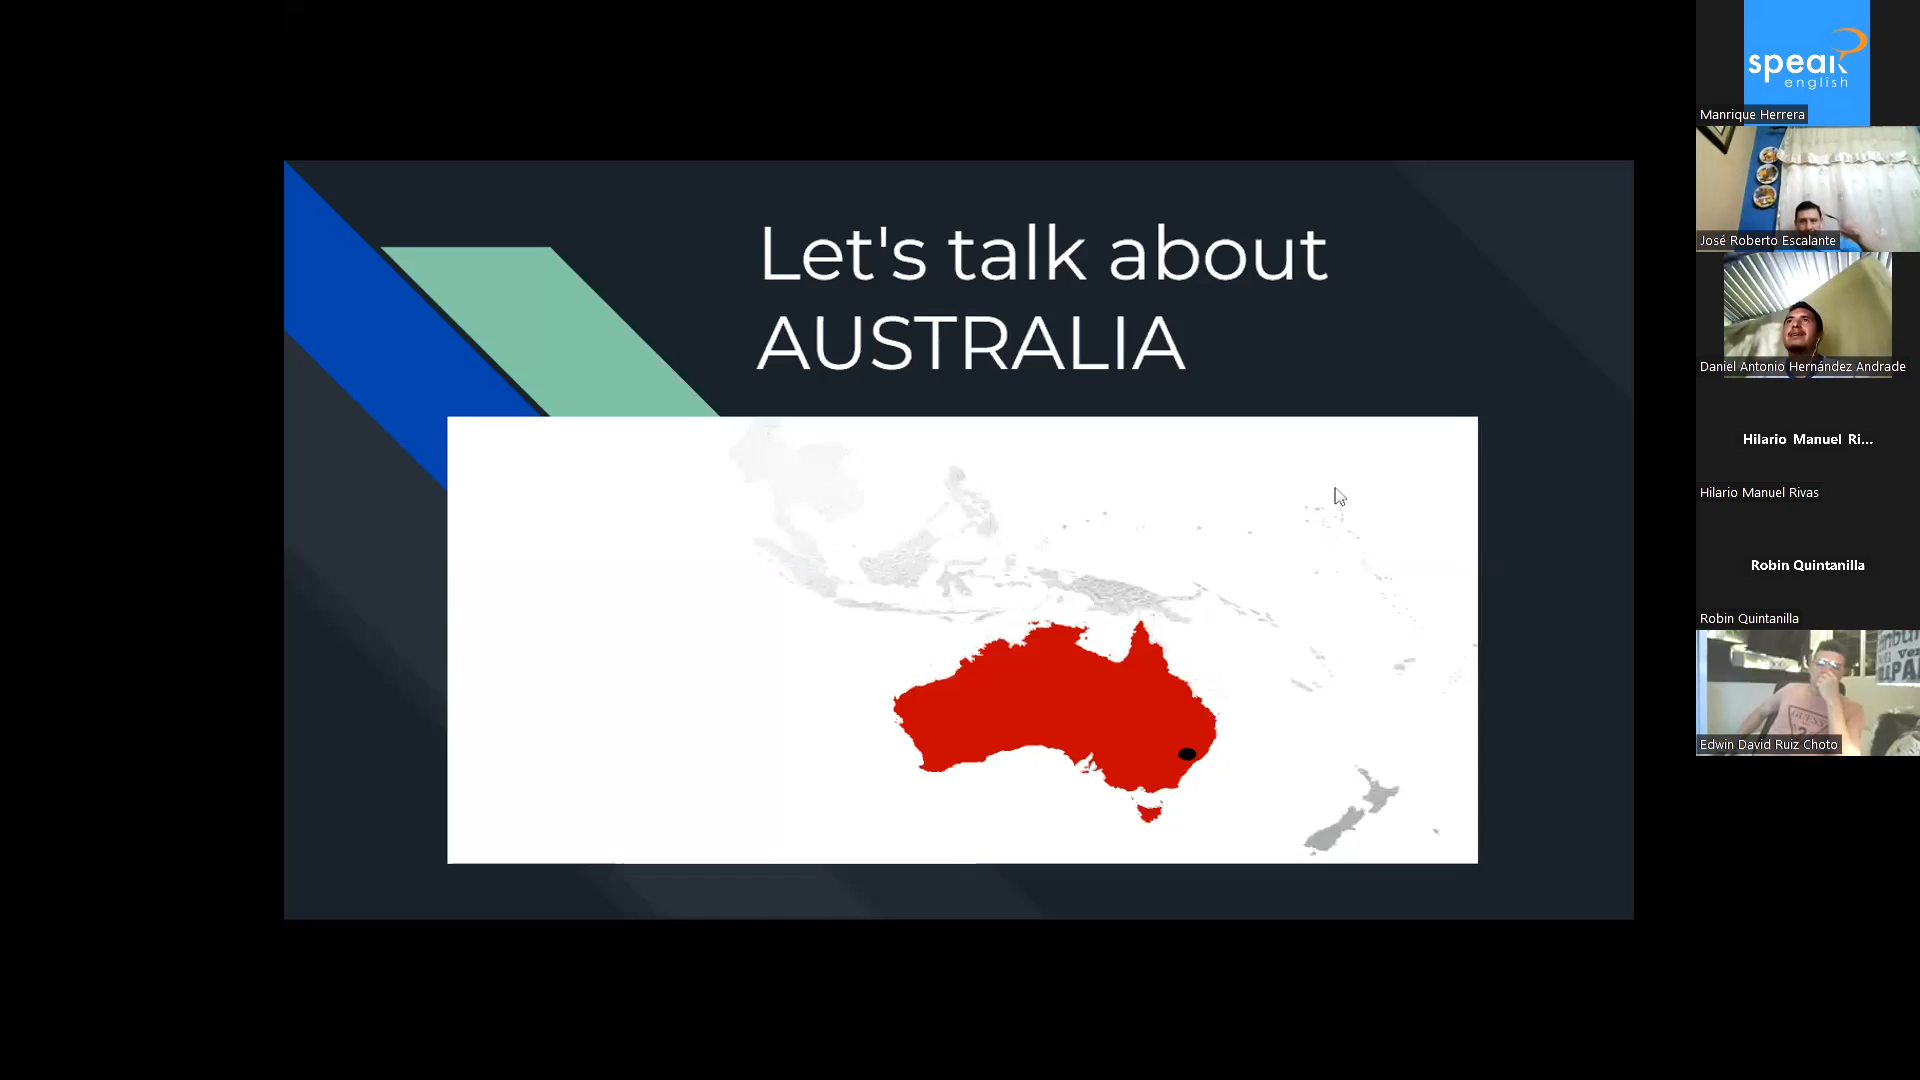 Let's talk about
AUSTRALIA
speak
english
Manrique Herrera
José Roberto Escalante
Daniel Antonio Hernández Andrade
Hilario Manuel Ri...
Hilario Manuel Rivas
Robin Quintanilla
Robin Quintanilla
GUESS
Edwin David Ruiz Choto